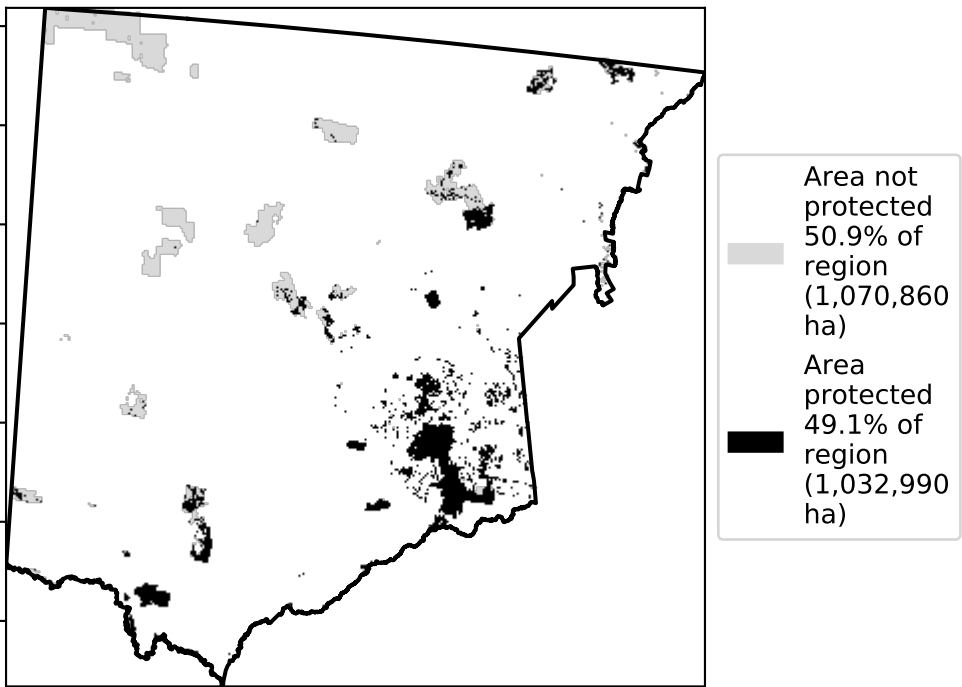 Area not
protected
50.9% of
region
(1,070,860
ha)
Area
protected
49.1% of
region
(1,032,990
ha)